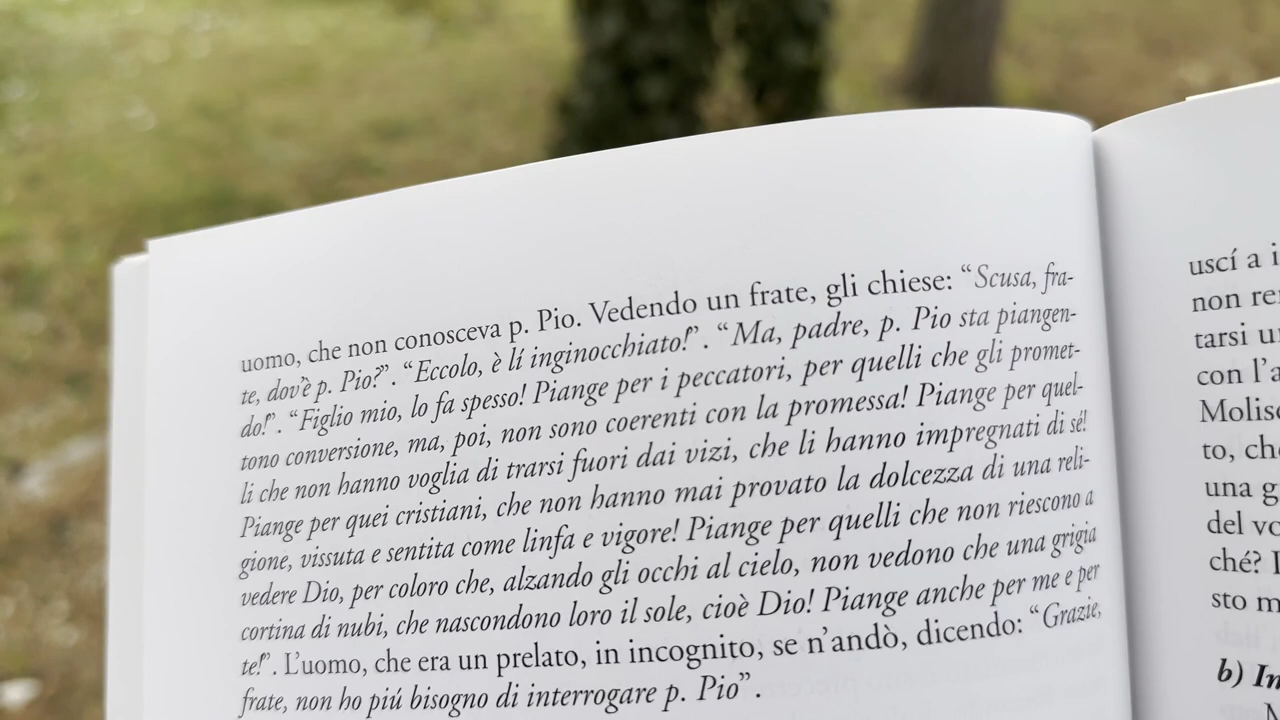 uomo, che non conosceva p. Pio. Vedendo un frate, gli chiese: “Scusa, fra-
te, dov'è p. Pio?”. “Eccolo, è lí inginocchiato!”. “Ma, padre, p. Pio sta piangen-
do!”. “Figlio mio, lo fa spesso! Piange per i peccatori, per quelli che gli promet-
tono conversione, ma, poi, non sono coerenti con la promessa! Piange per quel-
li che non hanno voglia di trarsi fuori dai vizi, che li hanno impregnati di sé!
Piange per quei cristiani, che non hanno mai provato la dolcezza di una reli-
gione, vissuta e sentita come linfa e vigore! Piange per quelli che non riescono a
vedere Dio, per coloro che, alzando gli occhi al cielo, non vedono che una grigia
cortina di nubi, che nascondono loro il sole, cioè Dio! Piange anche per me e per
te!”. L'uomo, che era un prelato, in incognito, se n'andò, dicendo: “Grazie,
frate, non ho piú bisogno di interrogare p. Pio”.
uscí a
non
tarsi
con
to,
una
del
ché?
sto
b)